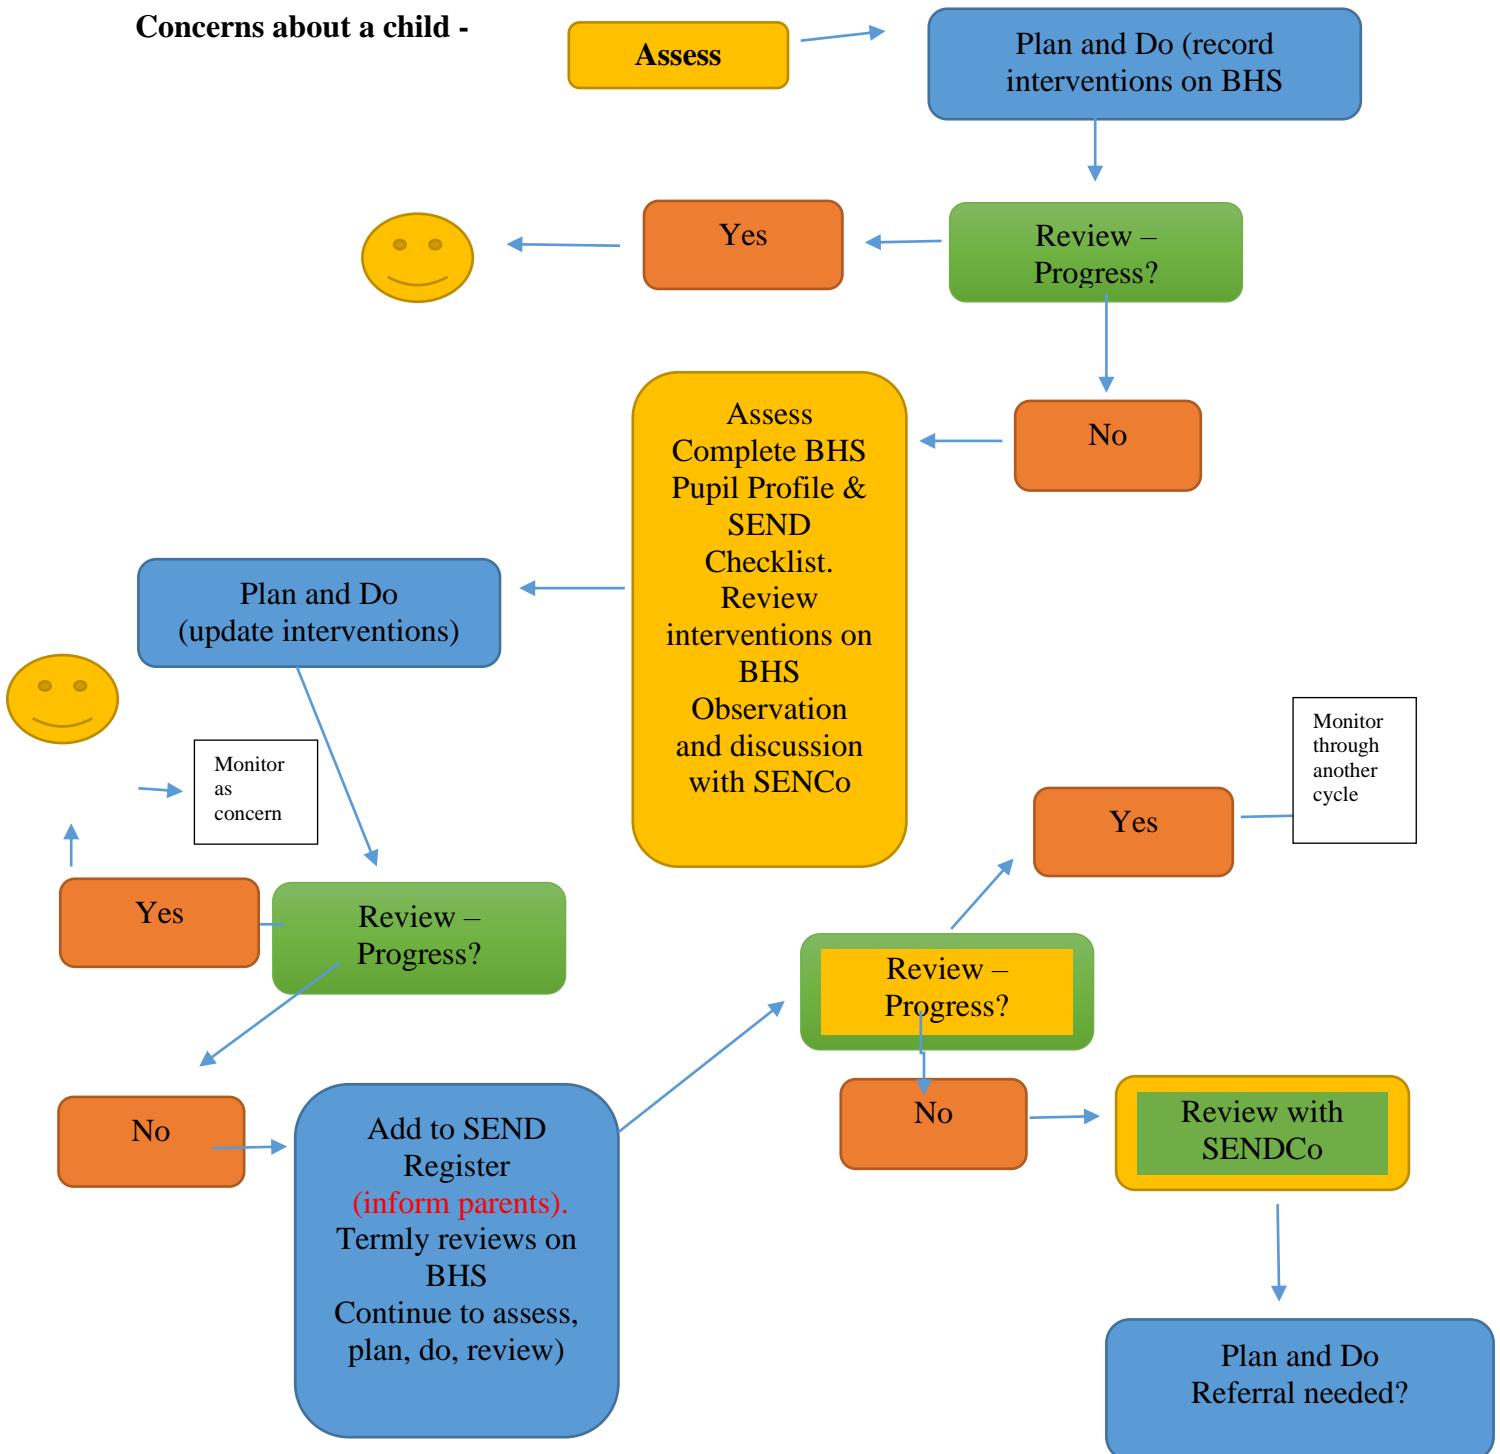 Concerns about a child -
Assess
Plan and Do (record
interventions on BHS
Review –
Progress?
Yes
No
Assess
Complete BHS
Pupil Profile &
SEND
Checklist.
Review
interventions on
BHS
Observation
and discussion
with SENCo
Plan and Do
(update interventions)
Monitor
as
concern
Review –
Progress?
Yes
No
Add to SEND
Register
(inform parents).
Termly reviews on
BHS
Continue to assess,
plan, do, review)
Review –
Progress?
Yes
Monitor
through
another
cycle
No
Review with
SENDCo
Plan and Do
Referral needed?